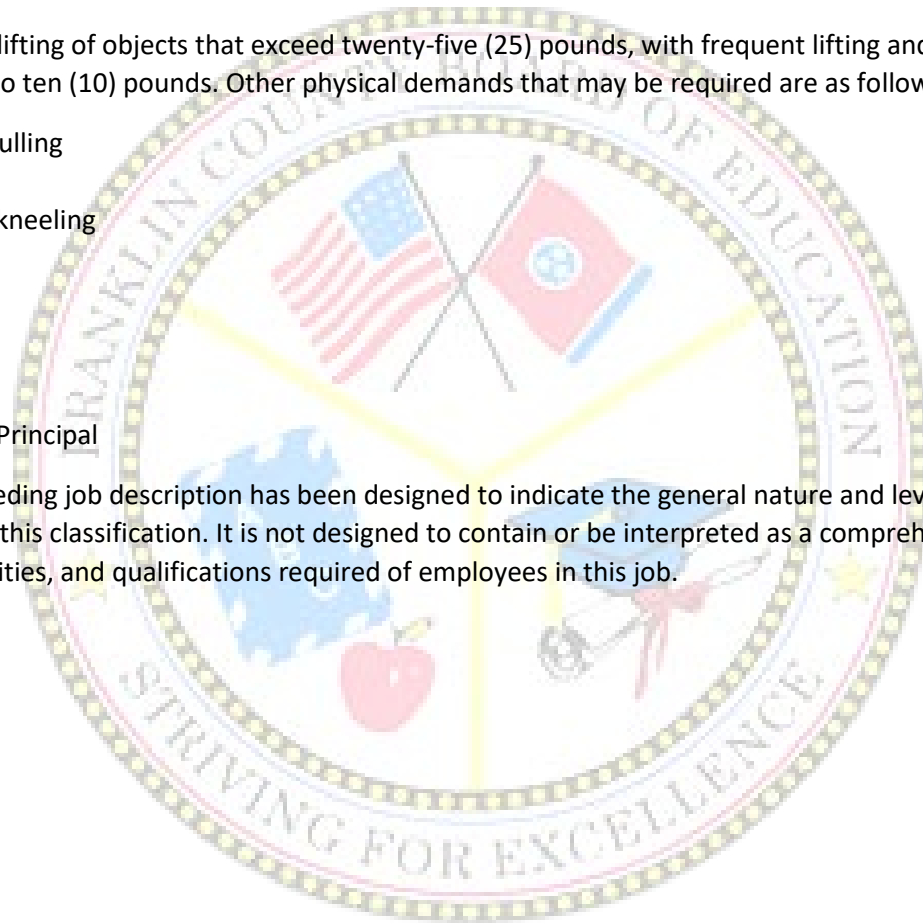 lifting of objects that exceed twenty-five (25) pounds, with frequent lifting and
o ten (10) pounds. Other physical demands that may be required are as follow
ulling
kneeling
Principal
eding job description has been designed to indicate the general nature and lev
this classification. It is not designed to contain or be interpreted as a compreh
ities, and qualifications required of employees in this job.
FRANKLIN COUNTY BOARD OF EDUCATION
STRIVING FOR EXCELLENCE